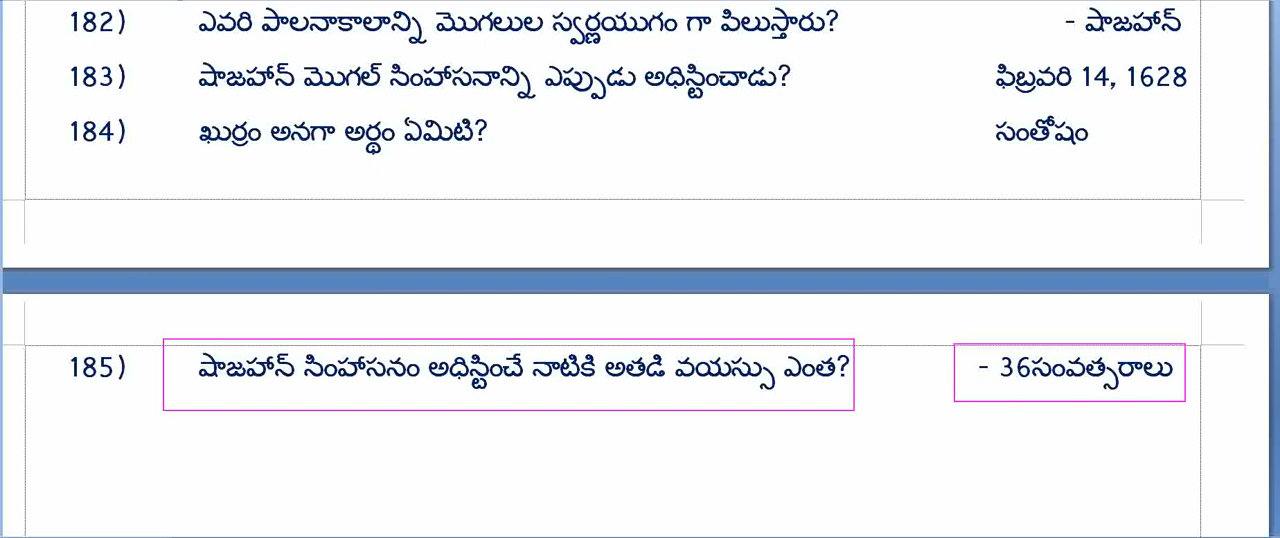 182) ఎవరి పాలనాకాలాన్ని మొగలుల స్వర్ణయుగం గా పిలుస్తారు? - షాజహాన్
183) షాజహాన్ మొగల్ సింహాసనాన్ని ఎప్పుడు అధిస్టించాడు? ఫిబ్రవరి 14, 1628
184) ఖుర్రం అనగా అర్థం ఏమిటి? సంతోషం
185) షాజహాన్ సింహాసనం అధిస్టించే నాటికి అతడి వయస్సు ఎంత? - 36సంవత్సరాలు